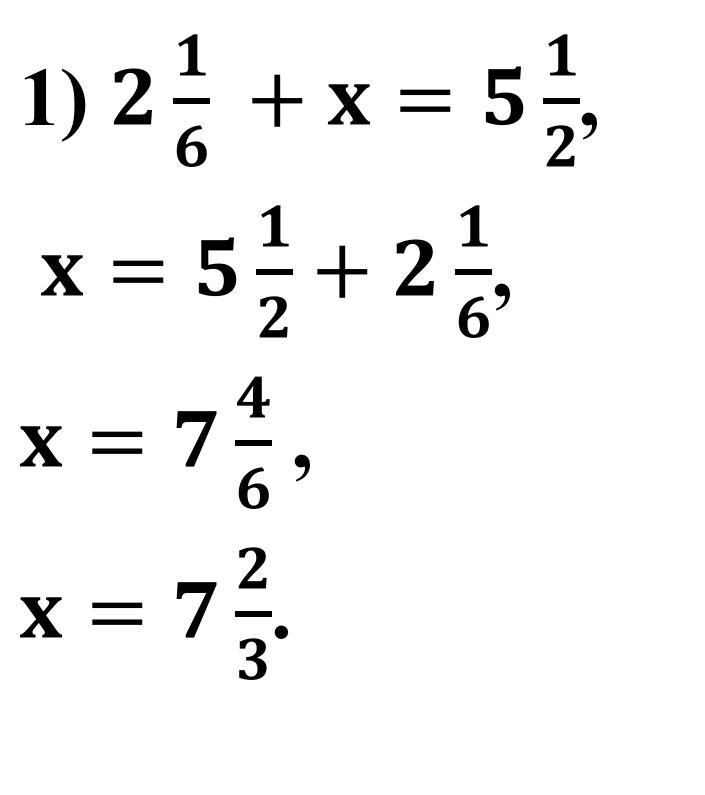 1) 2 1/6 + x = 5 1/2,
x = 5 1/2 + 2 1/6,
x = 7 4/6 ,
x = 7 2/3.